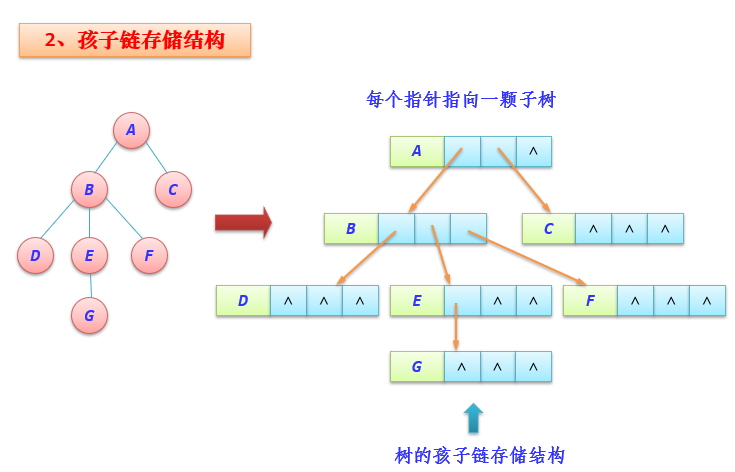 2、孩子链存储结构
每个指针指向一颗子树
A
B
C
D
E
F
G
A ∧
B
C ∧ ∧ ∧
D ∧ ∧ ∧
E ∧ ∧
F ∧ ∧ ∧
G ∧ ∧ ∧
树的孩子链存储结构